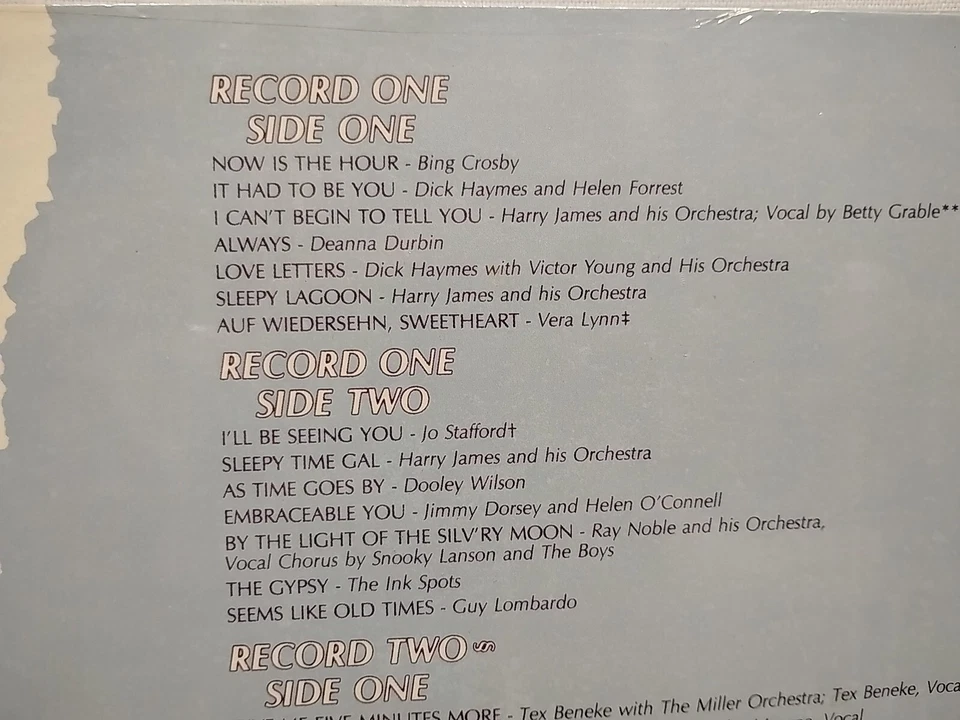 RECORD ONE
SIDE ONE
NOW IS THE HOUR - Bing Crosby
IT HAD TO BE YOU - Dick Haymes and Helen Forrest
I CAN'T BEGIN TO TELL YOU - Harry James and his Orchestra; Vocal by Betty Grable**
ALWAYS - Deanna Durbin
LOVE LETTERS - Dick Haymes with Victor Young and His Orchestra
SLEEPY LAGOON - Harry James and his Orchestra
AUF WIEDERSEHN, SWEETHEART - Vera Lynn‡
RECORD ONE
SIDE TWO
I'LL BE SEEING YOU - Jo Stafford†
SLEEPY TIME GAL - Harry James and his Orchestra
AS TIME GOES BY - Dooley Wilson
EMBRACEABLE YOU - Jimmy Dorsey and Helen O'Connell
BY THE LIGHT OF THE SILV'RY MOON - Ray Noble and his Orchestra,
Vocal Chorus by Snooky Lanson and The Boys
THE GYPSY - The Ink Spots
SEEMS LIKE OLD TIMES - Guy Lombardo
RECORD TWO
SIDE ONE
FIVE MINUTES MORE - Tex Beneke with The Miller Orchestra; Tex Beneke, Voca
Vocal